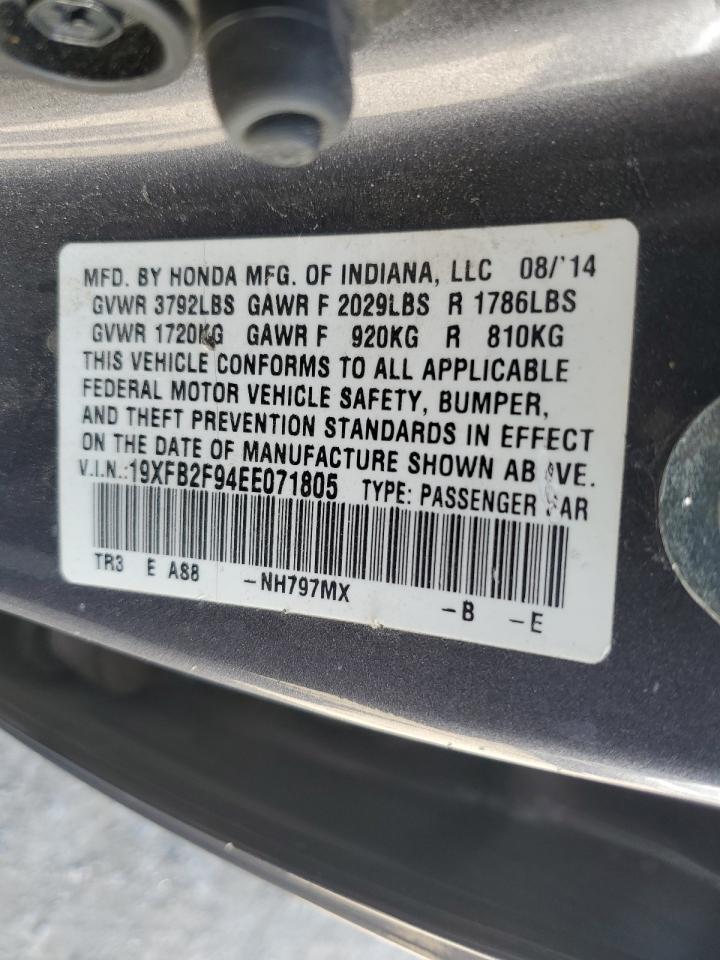 MFD. BY HONDA MFG. OF INDIANA, LLC 08/'14
GVWR 3792LBS GAWR F 2029LBS R 1786LBS
GVWR 1720KG GAWR F 920KG R 810KG
THIS VEHICLE CONFORMS TO ALL APPLICABLE
FEDERAL MOTOR VEHICLE SAFETY, BUMPER,
AND THEFT PREVENTION STANDARDS IN EFFECT
ON THE DATE OF MANUFACTURE SHOWN ABOVE.
V.I.N.:19XFB2F94EE071805 TYPE: PASSENGER CAR
TR3 E AS8 -NH797MX -B -E